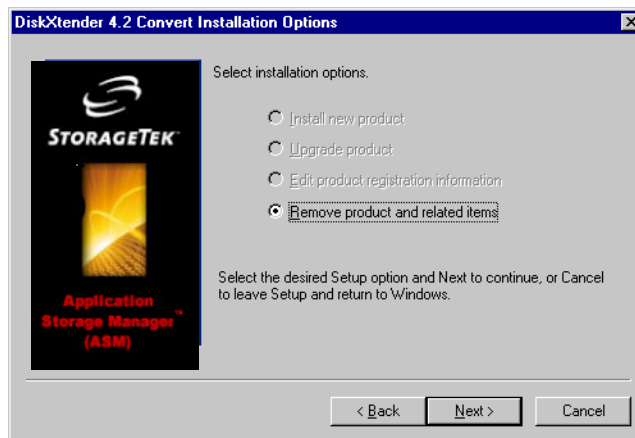 DiskXtender 4.2 Convert Installation Options
STORAGETEK™
Application
Storage Manager™
(ASM)
Select installation options.
Install new product
Upgrade product
Edit product registration information
Remove product and related items
Select the desired Setup option and Next to continue, or Cancel
to leave Setup and return to Windows.
< Back
Next >
Cancel